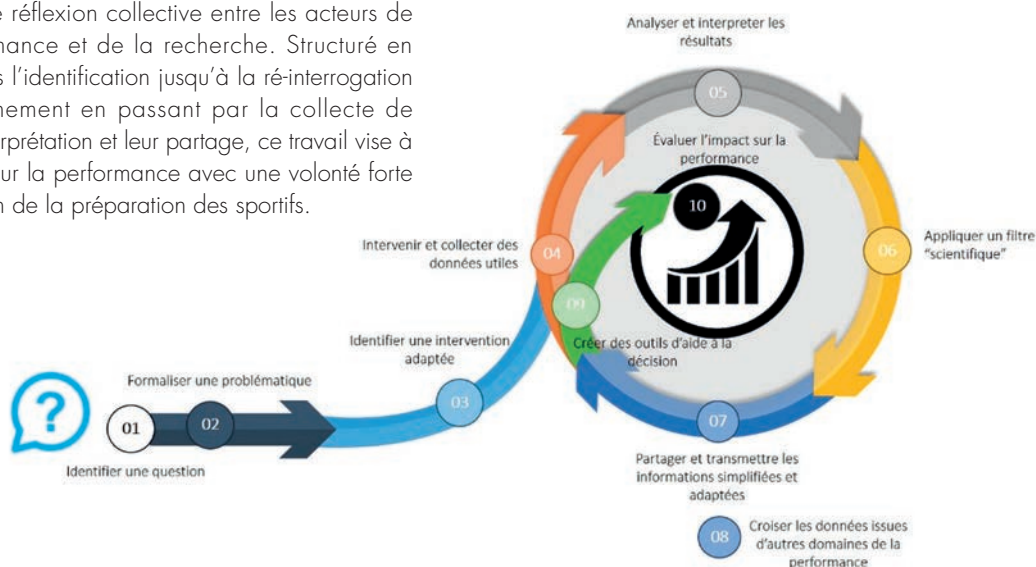 réflexion collective entre les acteurs de
et de la recherche. Structuré en
l'identification jusqu'à la ré-interrogation
en passant par la collecte de
et leur partage, ce travail vise à
la performance avec une volonté forte
de la préparation des sportifs.
Analyser et interpreter les
résultats
05
Évaluer l'impact sur la
performance
10
Intervenir et collecter des
données utiles
04
06
Appliquer un filtre
"scientifique"
09
Créer des outils d'aide à la
décision
Identifier une intervention
adaptée
03
Formaliser une problématique
01
02
Identifier une question
07
Partager et transmettre les
informations simplifiées et
adaptées
08
Croiser les données issues
d'autres domaines de la
performance